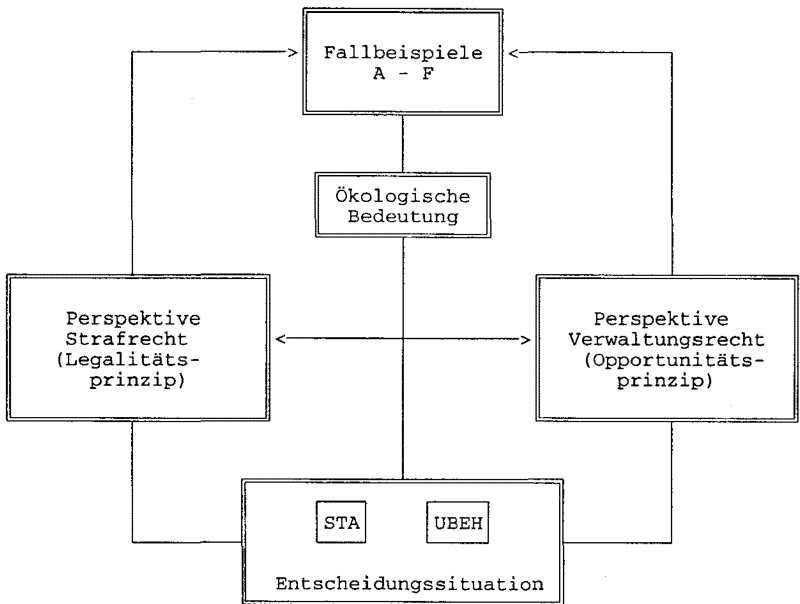 Fallbeispiele
A - F
Ökologische
Bedeutung
Perspektive
Strafrecht
(Legalitäts-
prinzip)
Perspektive
Verwaltungsrecht
(Opportunitäts-
prinzip)
STA
UBEH
Entscheidungssituation